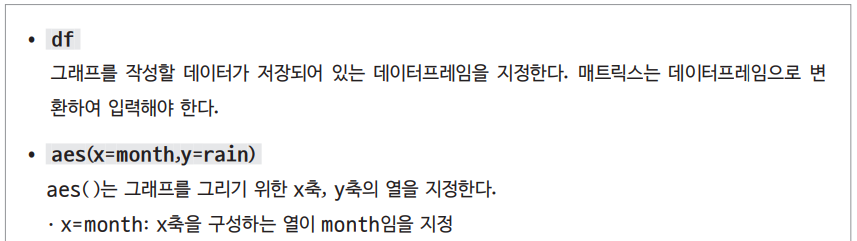 • df
그래프를 작성할 데이터가 저장되어 있는 데이터프레임을 지정한다. 매트릭스는 데이터프레임으로 변
환하여 입력해야 한다.
• aes(x=month,y=rain)
aes()는 그래프를 그리기 위한 x축, y축의 열을 지정한다.
· x=month: x축을 구성하는 열이 month임을 지정